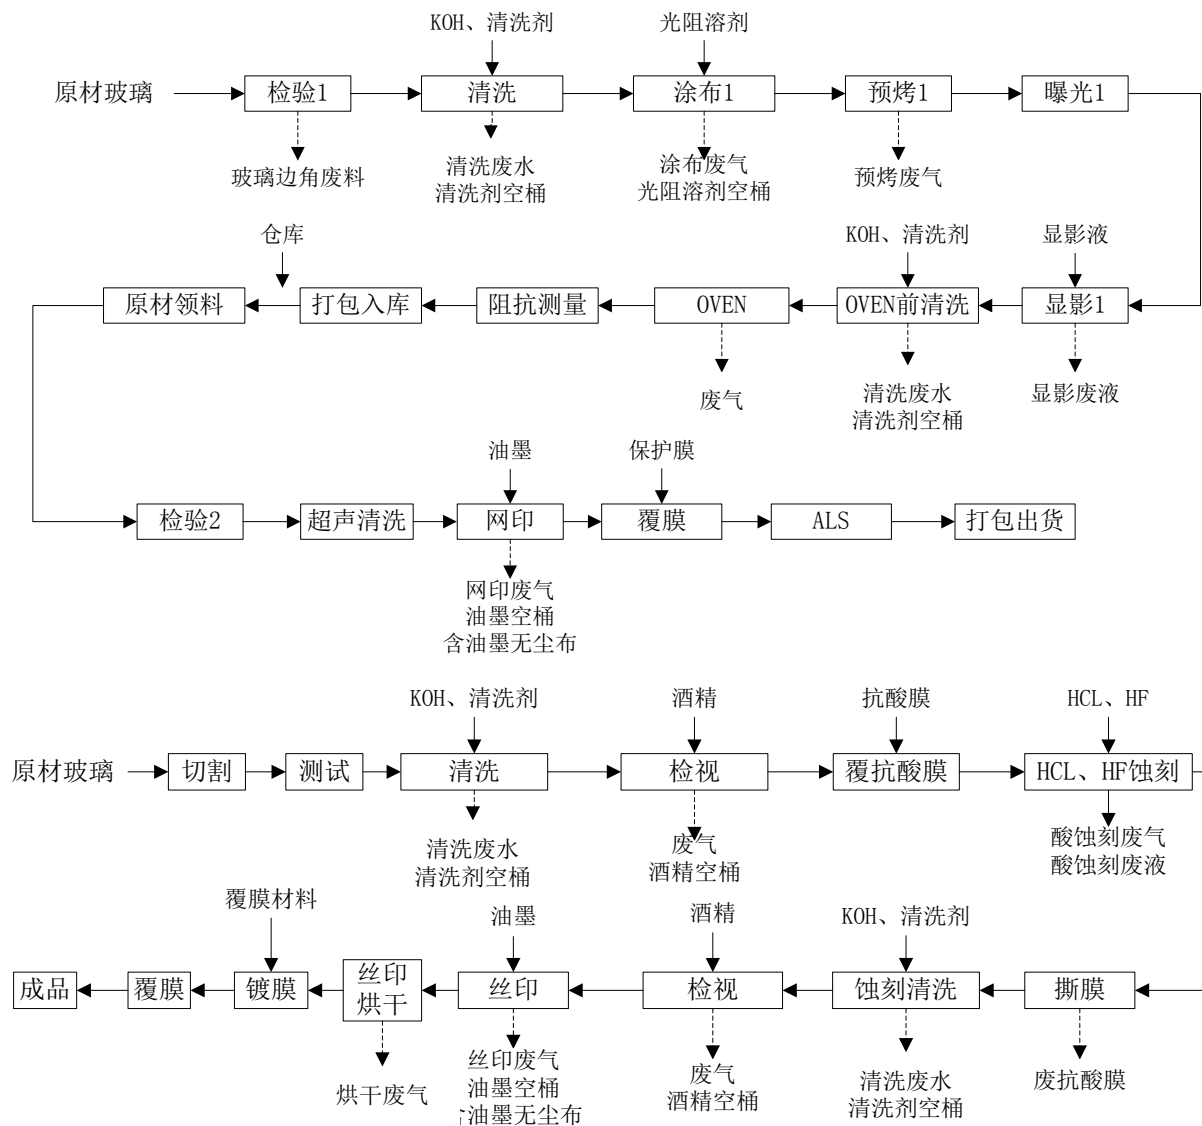 KOH、清洗剂
光阻溶剂
原材玻璃
检验1
清洗
涂布1
预烤1
曝光1
玻璃边角废料
清洗废水
清洗剂空桶
涂布废气
光阻溶剂空桶
预烤废气
仓库
KOH、清洗剂
显影液
原材领料
打包入库
阻抗测量
OVEN
OVEN前清洗
显影1
废气
清洗废水
清洗剂空桶
显影废液
油墨
保护膜
检验2
超声清洗
网印
覆膜
ALS
打包出货
网印废气
油墨空桶
含油墨无尘布
KOH、清洗剂
酒精
抗酸膜
HCL、HF
原材玻璃
切割
测试
清洗
检视
覆抗酸膜
HCL、HF蚀刻
清洗废水
清洗剂空桶
废气
酒精空桶
酸蚀刻废气
酸蚀刻废液
覆膜材料
油墨
酒精
KOH、清洗剂
成品
覆膜
镀膜
丝印
烘干
丝印
检视
蚀刻清洗
撕膜
烘干废气
丝印废气
油墨空桶
含油墨无尘布
废气
酒精空桶
清洗废水
清洗剂空桶
废抗酸膜